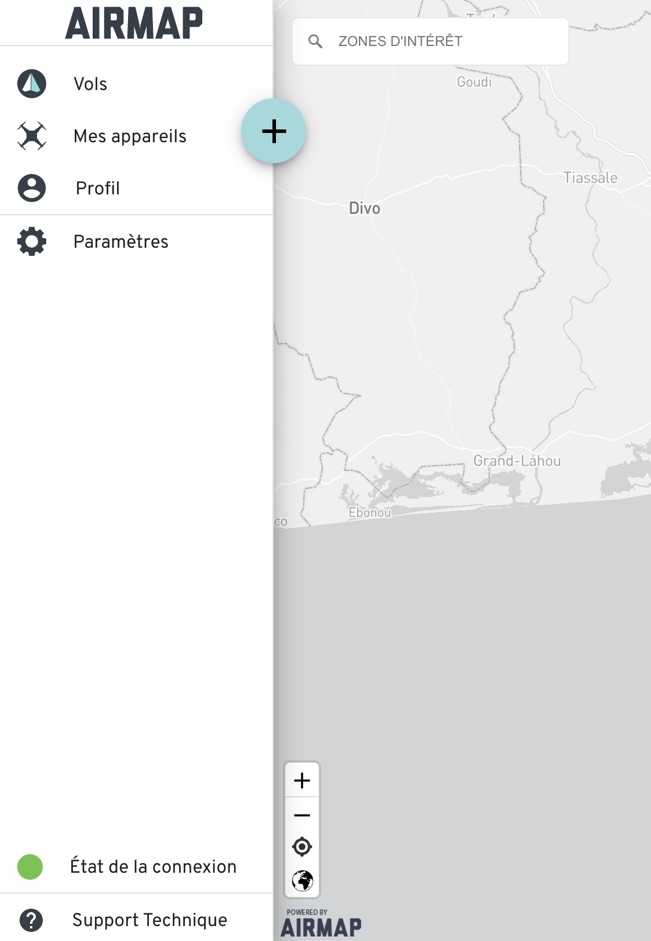 AIRMAP
Vols
Mes appareils
Profil
Paramètres
État de la connexion
Support Technique
ZONES D'INTÉRÊT
Goudi
Tiassale
Divo
Grand-Lahou
Ebonou
co
POWERED BY
AIRMAP